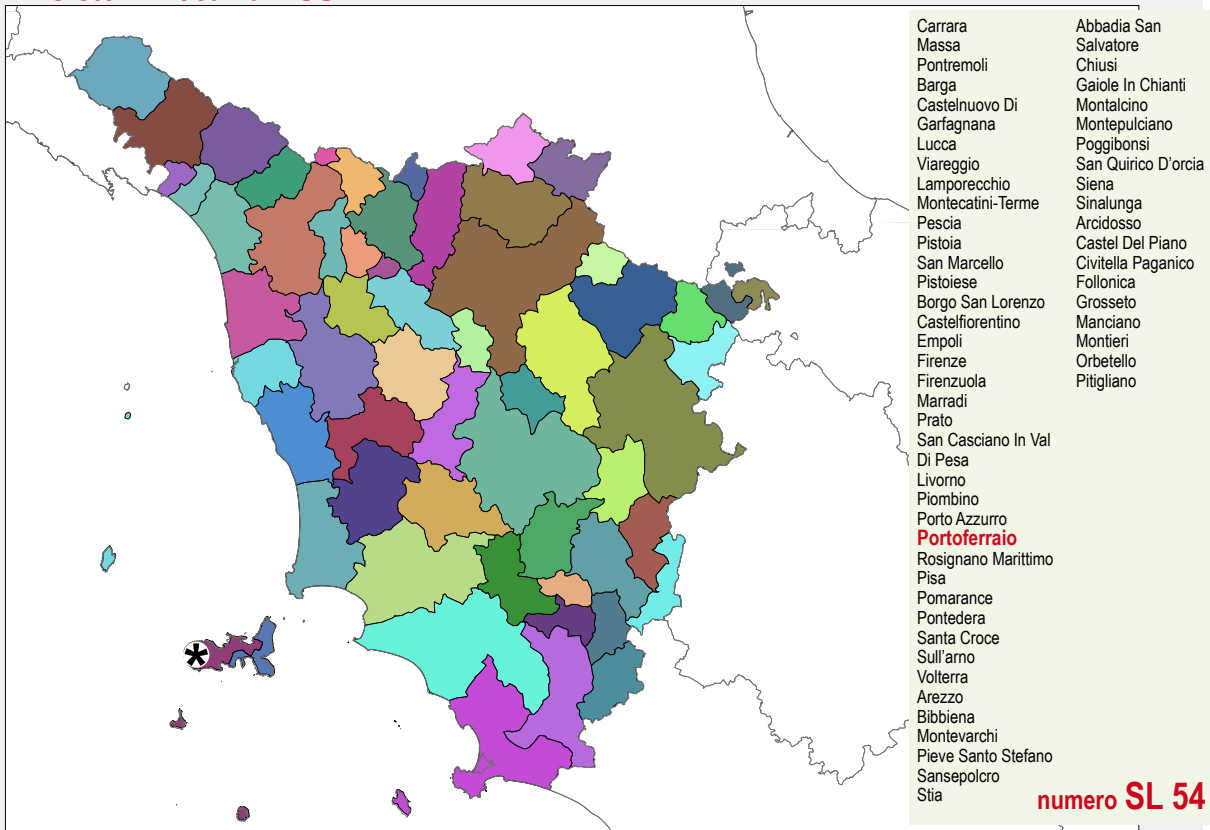 Carrara
Massa
Pontremoli
Barga
Castelnuovo Di
Garfagnana
Lucca
Viareggio
Lamporecchio
Montecatini-Terme
Pescia
Pistoia
San Marcello
Pistoiese
Borgo San Lorenzo
Castelfiorentino
Empoli
Firenze
Firenzuola
Marradi
Prato
San Casciano In Val
Di Pesa
Livorno
Piombino
Porto Azzurro
Portoferraio
Rosignano Marittimo
Pisa
Pomarance
Pontedera
Santa Croce
Sull'arno
Volterra
Arezzo
Bibbiena
Montevarchi
Pieve Santo Stefano
Sansepolcro
Stia
Abbadia San
Salvatore
Chiusi
Gaiole In Chianti
Montalcino
Montepulciano
Poggibonsi
San Quirico D'orcia
Siena
Sinalunga
Arcidosso
Castel Del Piano
Civitella Paganico
Follonica
Grosseto
Manciano
Montieri
Orbetello
Pitigliano
numero SL 54